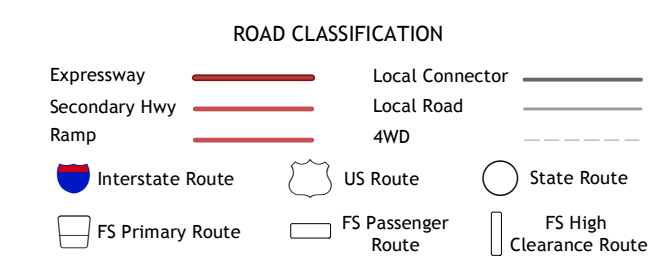 ROAD CLASSIFICATION
Expressway
Local Connector
Secondary Hwy
Local Road
Ramp
4WD
Interstate Route
US Route
State Route
FS Primary Route
FS Passenger
Route
FS High
Clearance Route